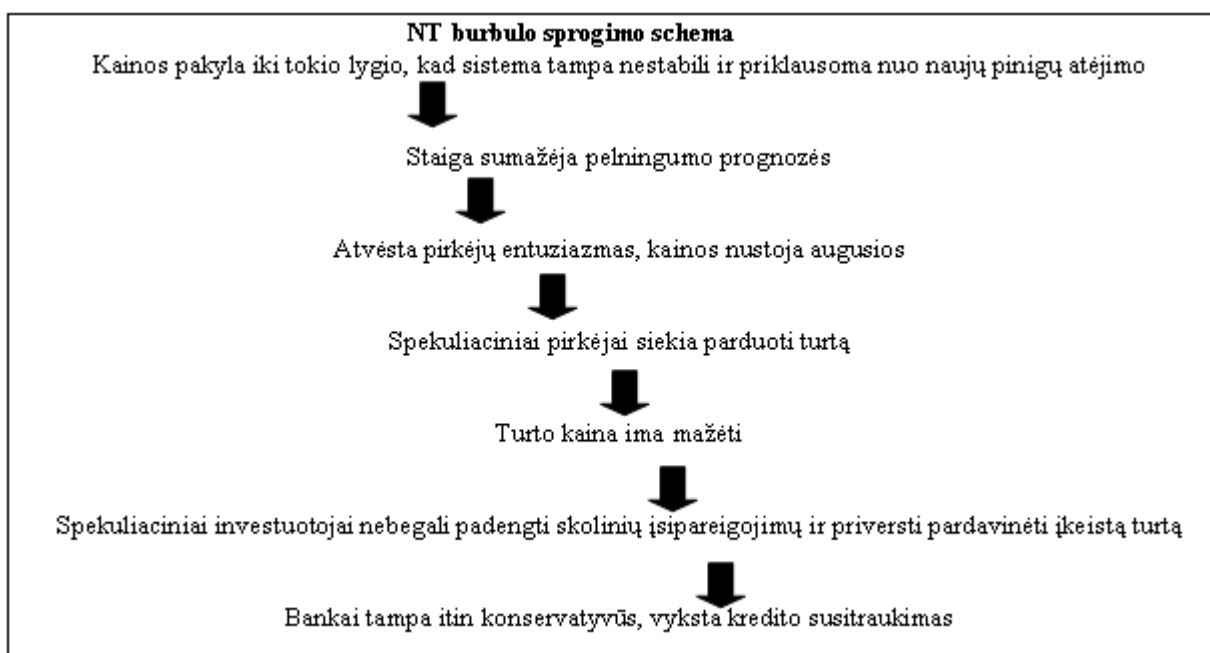 NT burbulo sprogimo schema
Kainos pakyla iki tokio lygio, kad sistema tampa nestabili ir priklausoma nuo naujų pinigų atėjimo
Staiga sumažėja pelningumo prognozės
Atvėsta pirkėjų entuziazmas, kainos nustoja augusios
Spekuliaciniai pirkėjai siekia parduoti turtą
Turto kaina ima mažėti
Spekuliaciniai investuotojai nebegali padengti skolinių įsipareigojimų ir priversti pardavinėti įkeistą turtą
Bankai tampa itin konservatyvūs, vyksta kredito susitraukimas